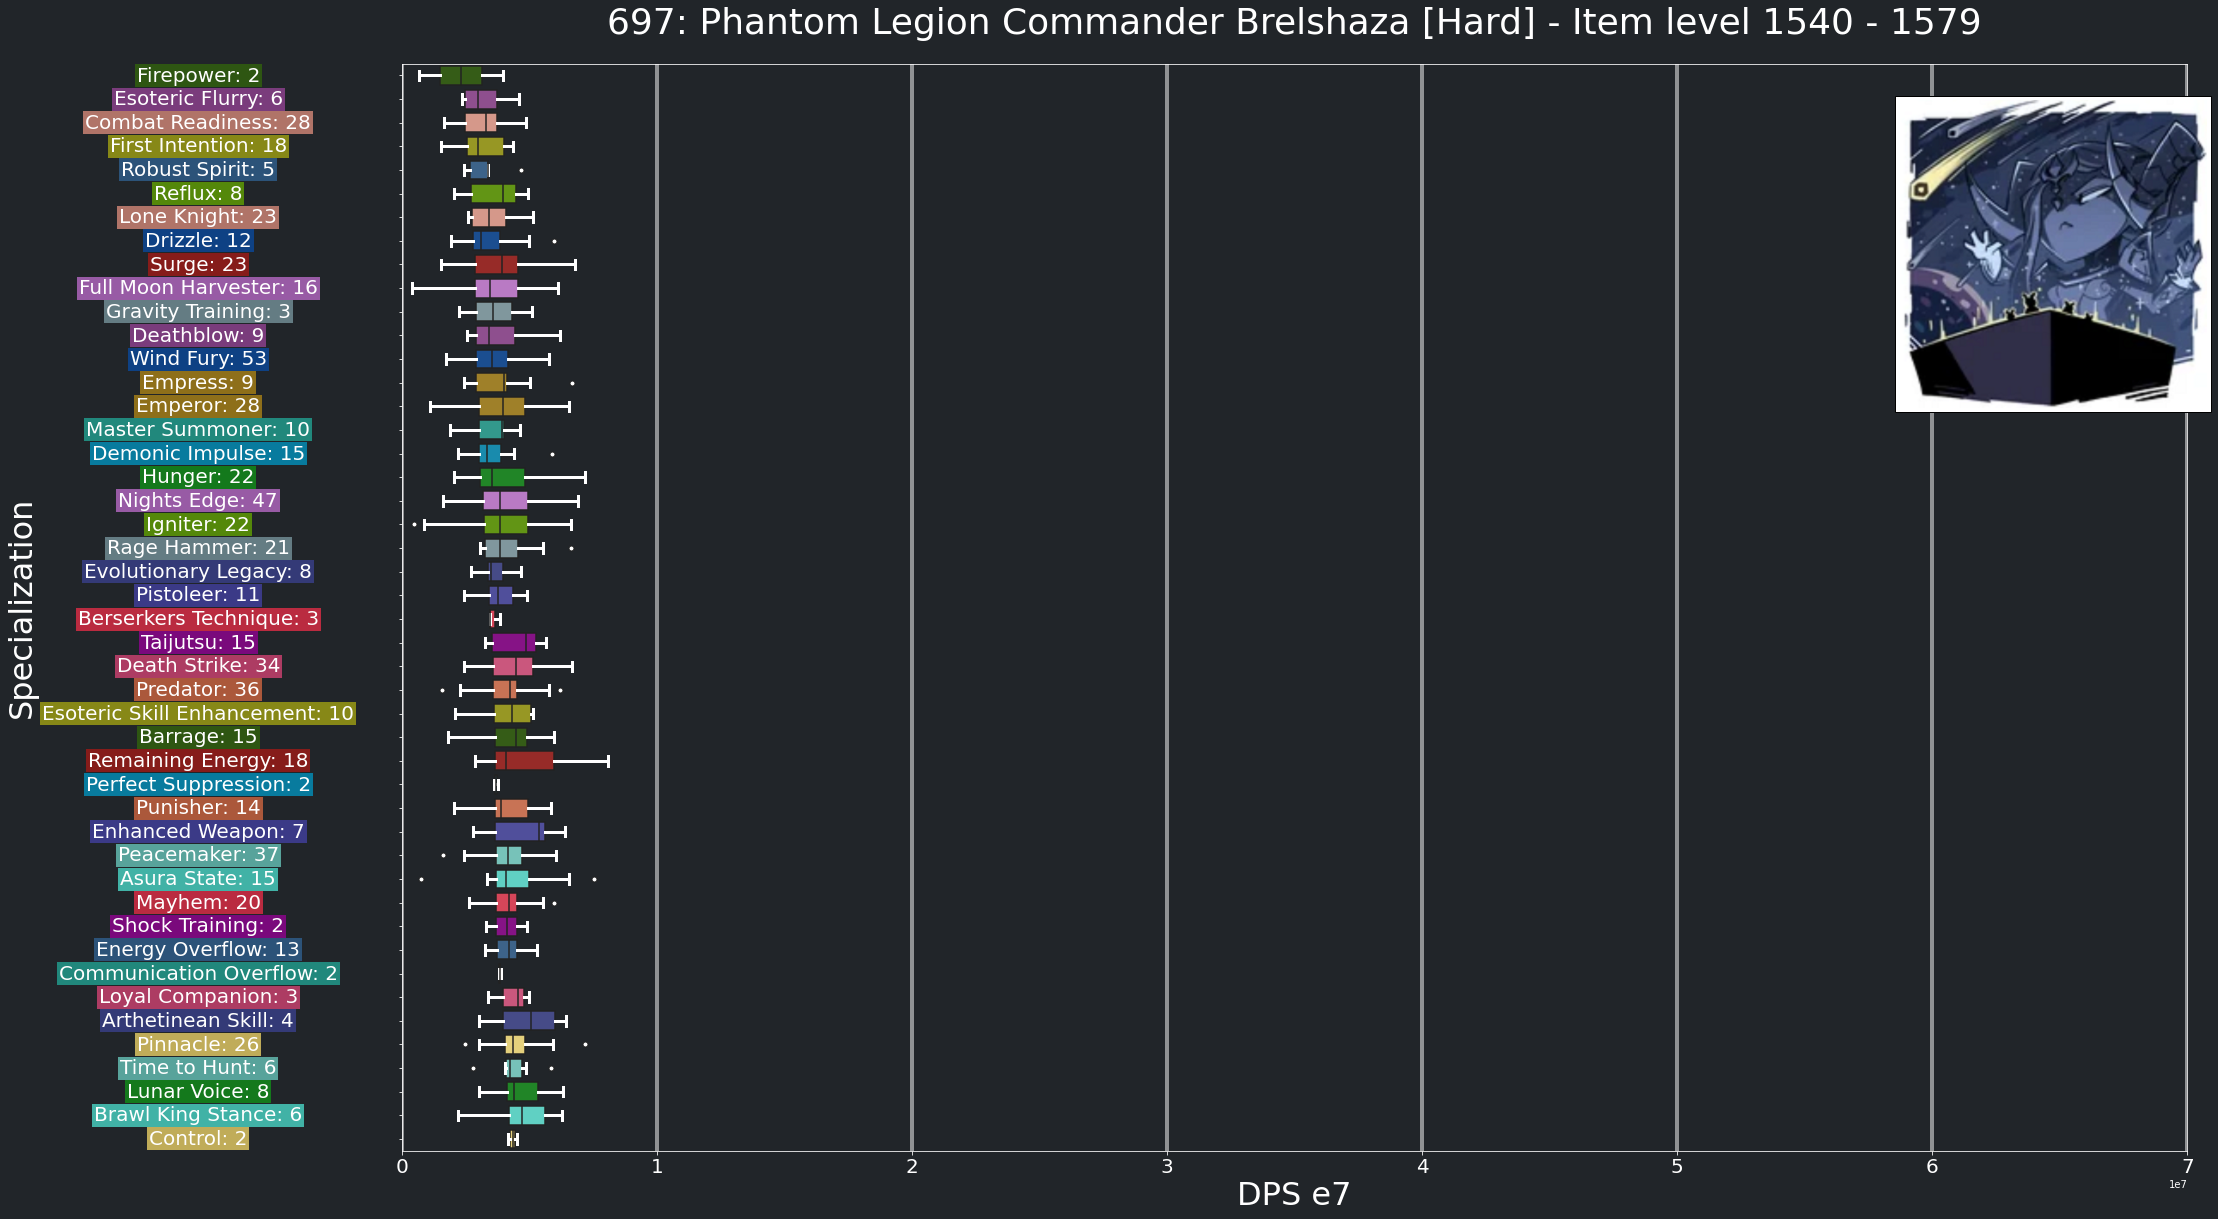 697: Phantom Legion Commander Brelshaza [Hard] - Item level 1540 - 1579
Specialization
Firepower: 2
Esoteric Flurry: 6
Combat Readiness: 28
First Intention: 18
Robust Spirit: 5
Reflux: 8
Lone Knight: 23
Drizzle: 12
Surge: 23
Full Moon Harvester: 16
Gravity Training: 3
Deathblow: 9
Wind Fury: 53
Empress: 9
Emperor: 28
Master Summoner: 10
Demonic Impulse: 15
Hunger: 22
Nights Edge: 47
Igniter: 22
Rage Hammer: 21
Evolutionary Legacy: 8
Pistoleer: 11
Berserkers Technique: 3
Taijutsu: 15
Death Strike: 34
Predator: 36
Esoteric Skill Enhancement: 10
Barrage: 15
Remaining Energy: 18
Perfect Suppression: 2
Punisher: 14
Enhanced Weapon: 7
Peacemaker: 37
Asura State: 15
Mayhem: 20
Shock Training: 2
Energy Overflow: 13
Communication Overflow: 2
Loyal Companion: 3
Arthetinean Skill: 4
Pinnacle: 26
Time to Hunt: 6
Lunar Voice: 8
Brawl King Stance: 6
Control: 2
0 1 2 3 4 5 6 7
1e7
DPS e7